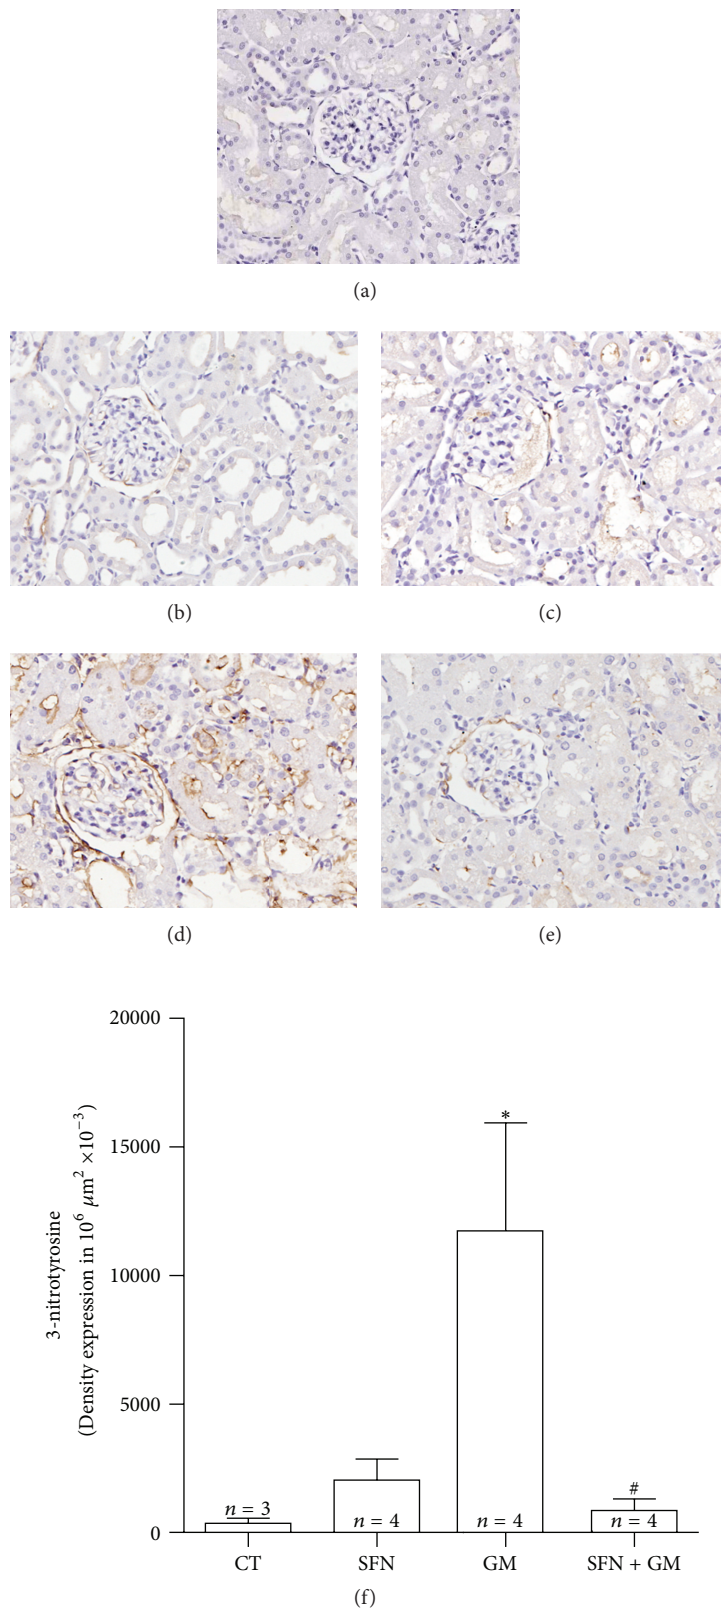 (a)
(b)
(c)
(d)
(e)
3-nitrotyrosine
(Density expression in 10⁶ μm² ×10⁻³)
20000
15000
10000
5000
0
*
#
n = 3
n = 4
n = 4
n = 4
CT
SFN
GM
SFN + GM
(f)